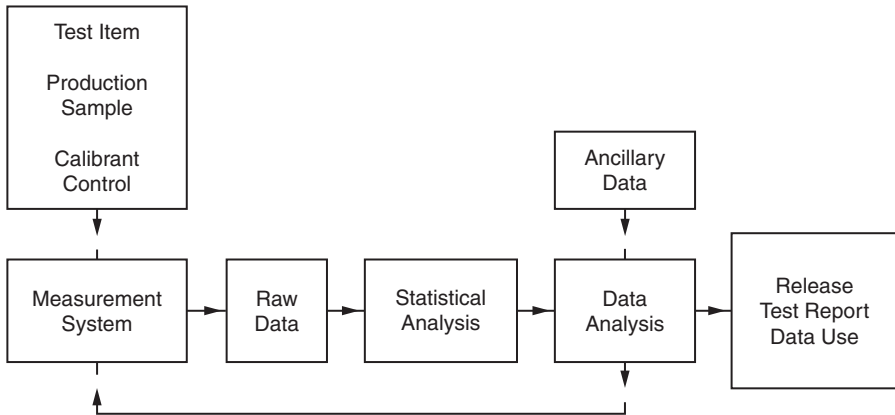 Test Item
Production
Sample
Calibrant
Control
Ancillary
Data
Measurement
System
Raw
Data
Statistical
Analysis
Data
Analysis
Release
Test Report
Data Use